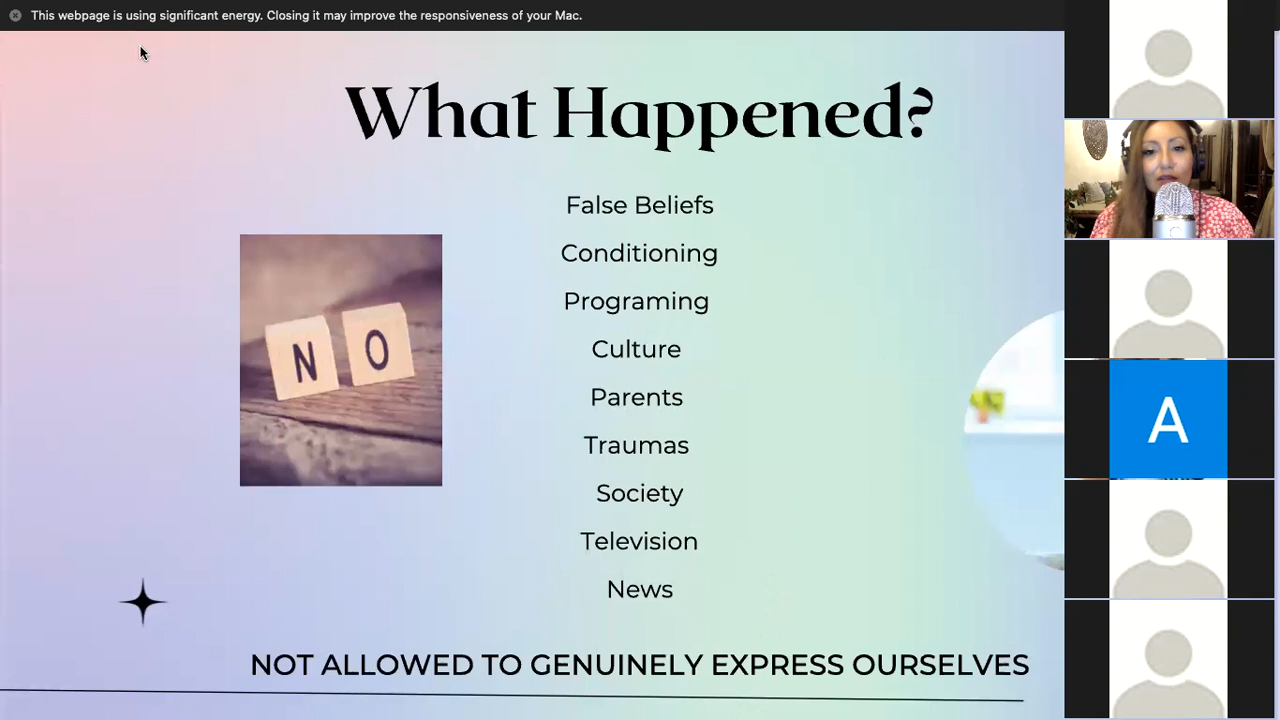 This webpage is using significant energy. Closing it may improve the responsiveness of your Mac.
What Happened?
False Beliefs
Conditioning
Programing
Culture
Parents
Traumas
Society
Television
News
NO
NOT ALLOWED TO GENUINELY EXPRESS OURSELVES
A